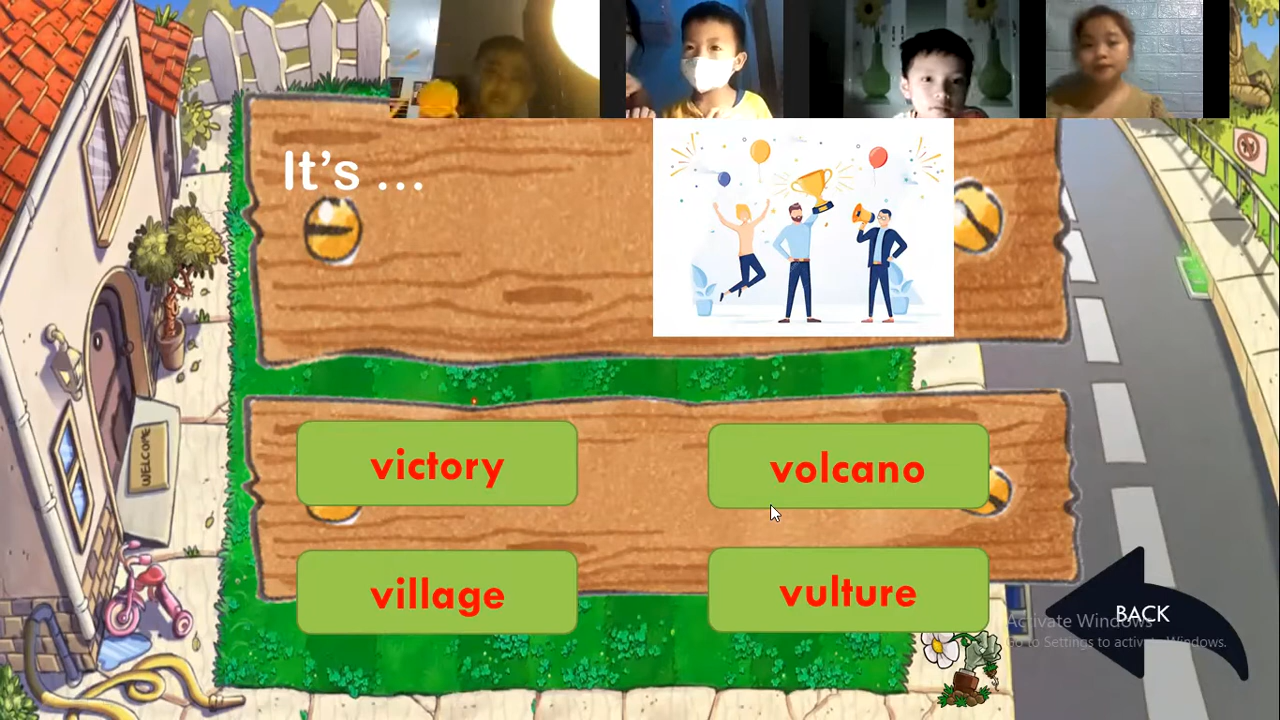 It's ...
victory
volcano
village
vulture
WELCOME
BACK
Activate Windows
Go to Settings to activate Windows.